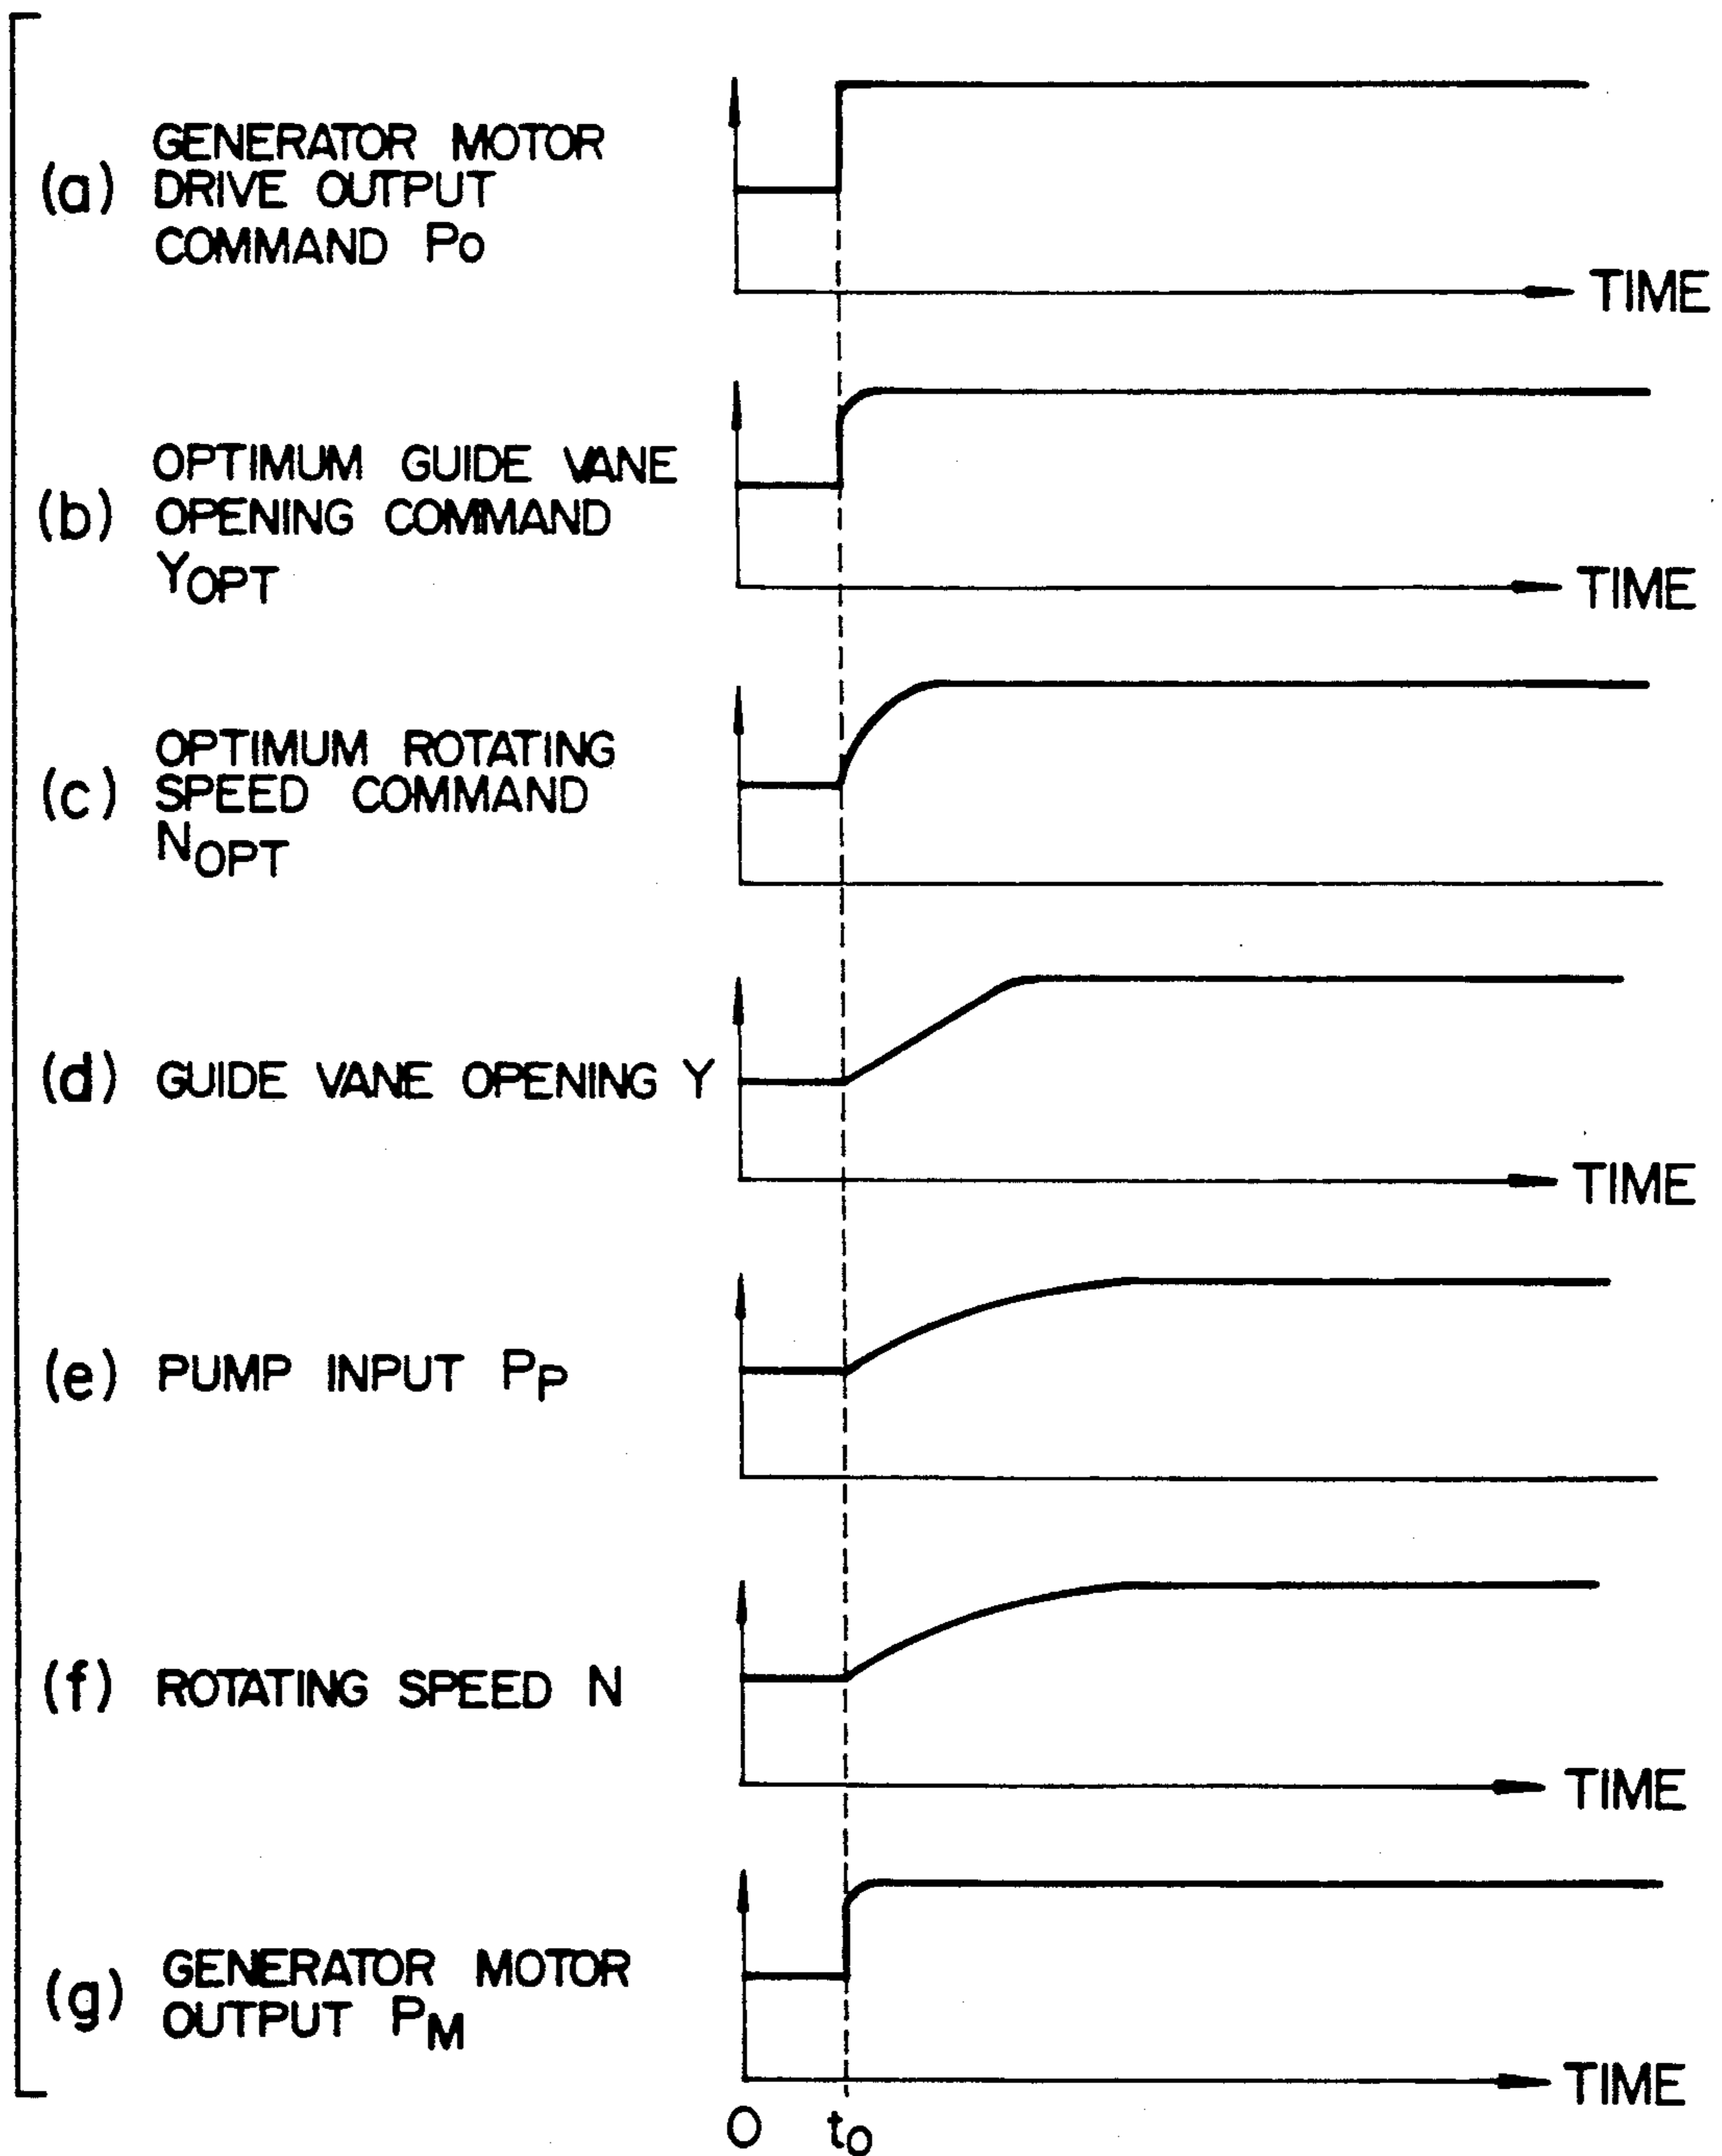 (a) GENERATOR MOTOR
DRIVE OUTPUT
COMMAND Po
TIME
(b) OPTIMUM GUIDE VANE
OPENING COMMAND
YOPT
TIME
(c) OPTIMUM ROTATING
SPEED COMMAND
NOPT
(d) GUIDE VANE OPENING Y
TIME
(e) PUMP INPUT PP
(f) ROTATING SPEED N
TIME
(g) GENERATOR MOTOR
OUTPUT PM
TIME
O to